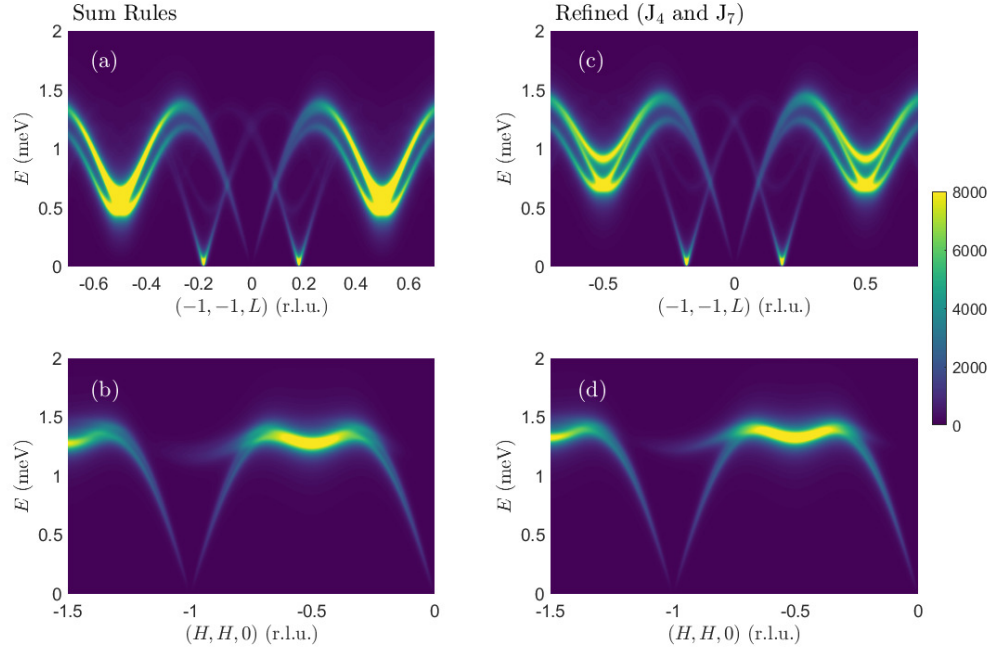 Sum Rules
Refined (J₄ and J₇)
(a)
2
1.5
1
0.5
0
E (meV)
-0.6 -0.4 -0.2 0 0.2 0.4 0.6
(−1, −1, L) (r.l.u.)
(c)
2
1.5
1
0.5
0
E (meV)
-0.5 0 0.5
(−1, −1, L) (r.l.u.)
8000
6000
4000
2000
0
(b)
2
1.5
1
0.5
0
E (meV)
-1.5 -1 -0.5 0
(H, H, 0) (r.l.u.)
(d)
2
1.5
1
0.5
0
E (meV)
-1.5 -1 -0.5 0
(H, H, 0) (r.l.u.)